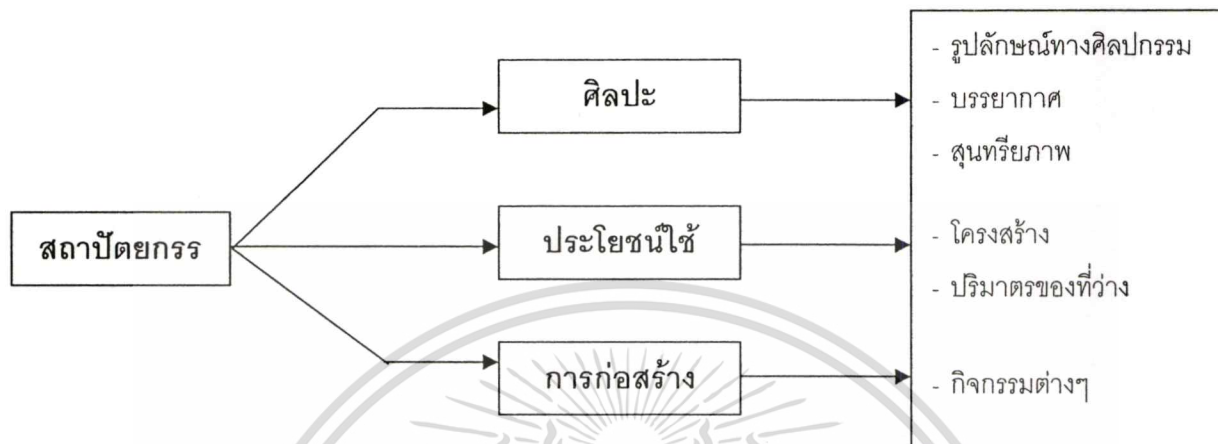 สถาปัตยกรร
ศิลปะ
ประโยชน์ใช้
การก่อสร้าง
- รูปลักษณ์ทางศิลปกรรม
- บรรยากาศ
- สุนทรียภาพ
- โครงสร้าง
- ปริมาตรของที่ว่าง
- กิจกรรมต่างๆ